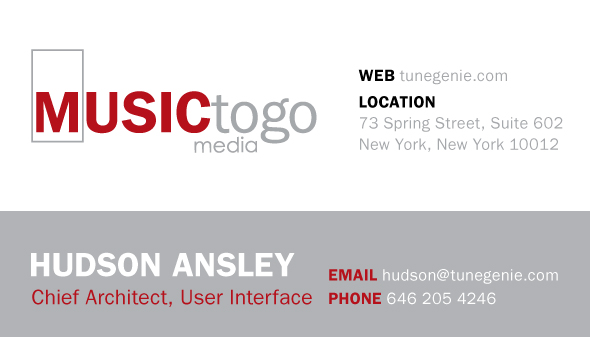 MUSICtogo
media
WEB tunegenie.com
LOCATION
73 Spring Street, Suite 602
New York, New York 10012
HUDSON ANSLEY
Chief Architect, User Interface
EMAIL hudson@tunegenie.com
PHONE 646 205 4246